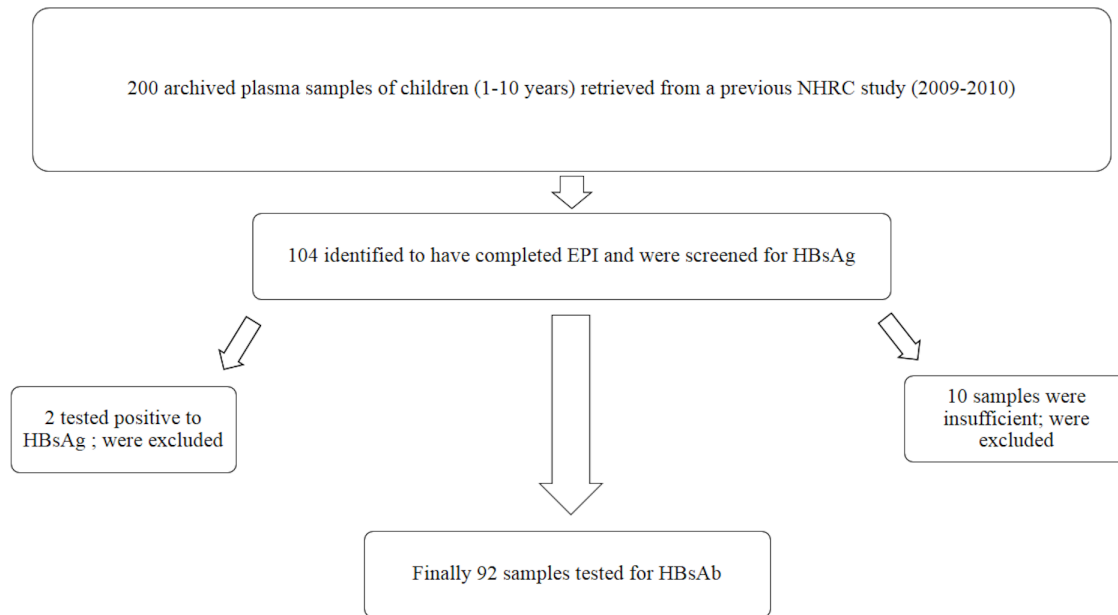 200 archived plasma samples of children (1-10 years) retrieved from a previous NHRC study (2009-2010)
104 identified to have completed EPI and were screened for HBsAg
2 tested positive to
HBsAg ; were excluded
10 samples were
insufficient; were
excluded
Finally 92 samples tested for HBsAb